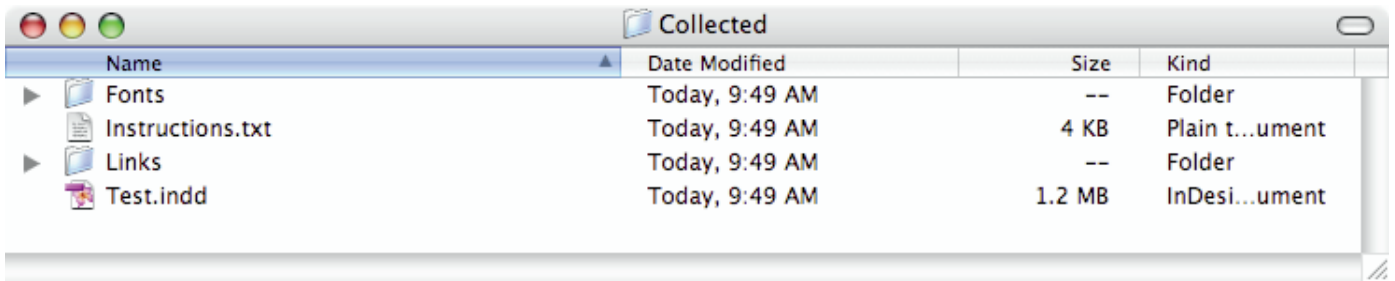 Collected
Name Date Modified Size Kind
Fonts Today, 9:49 AM -- Folder
Instructions.txt Today, 9:49 AM 4 KB Plain t...ument
Links Today, 9:49 AM -- Folder
Test.indd Today, 9:49 AM 1.2 MB InDesi...ument